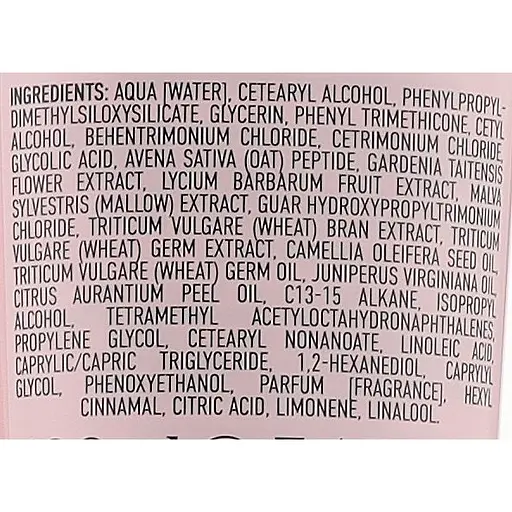 INGREDIENTS: AQUA [WATER], CETEARYL ALCOHOL, PHENYLPROPYL-
DIMETHYLSILOXYSILICATE, GLYCERIN, PHENYL TRIMETHICONE, CETYL
ALCOHOL, BEHENTRIMONIUM CHLORIDE, CETRIMONIUM CHLORIDE,
GLYCOLIC ACID, AVENA SATIVA (OAT) PEPTIDE, GARDENIA TAITENSIS
FLOWER EXTRACT, LYCIUM BARBARUM FRUIT EXTRACT, MALVA
SYLVESTRIS (MALLOW) EXTRACT, GUAR HYDROXYPROPYLTRIMONIUM
CHLORIDE, TRITICUM VULGARE (WHEAT) BRAN EXTRACT, TRITICUM
VULGARE (WHEAT) GERM EXTRACT, CAMELLIA OLEIFERA SEED OIL,
TRITICUM VULGARE (WHEAT) GERM OIL, JUNIPERUS VIRGINIANA OIL,
CITRUS AURANTIUM PEEL OIL, C13-15 ALKANE, ISOPROPYL
ALCOHOL, TETRAMETHYL ACETYLOCTAHYDRONAPHTHALENES,
PROPYLENE GLYCOL, CETEARYL NONANOATE, LINOLEIC ACID,
CAPRYLIC/CAPRIC TRIGLYCERIDE, 1,2-HEXANEDIOL, CAPRYLYL
GLYCOL, PHENOXYETHANOL, PARFUM [FRAGRANCE], HEXYL
CINNAMAL, CITRIC ACID, LIMONENE, LINALOOL.